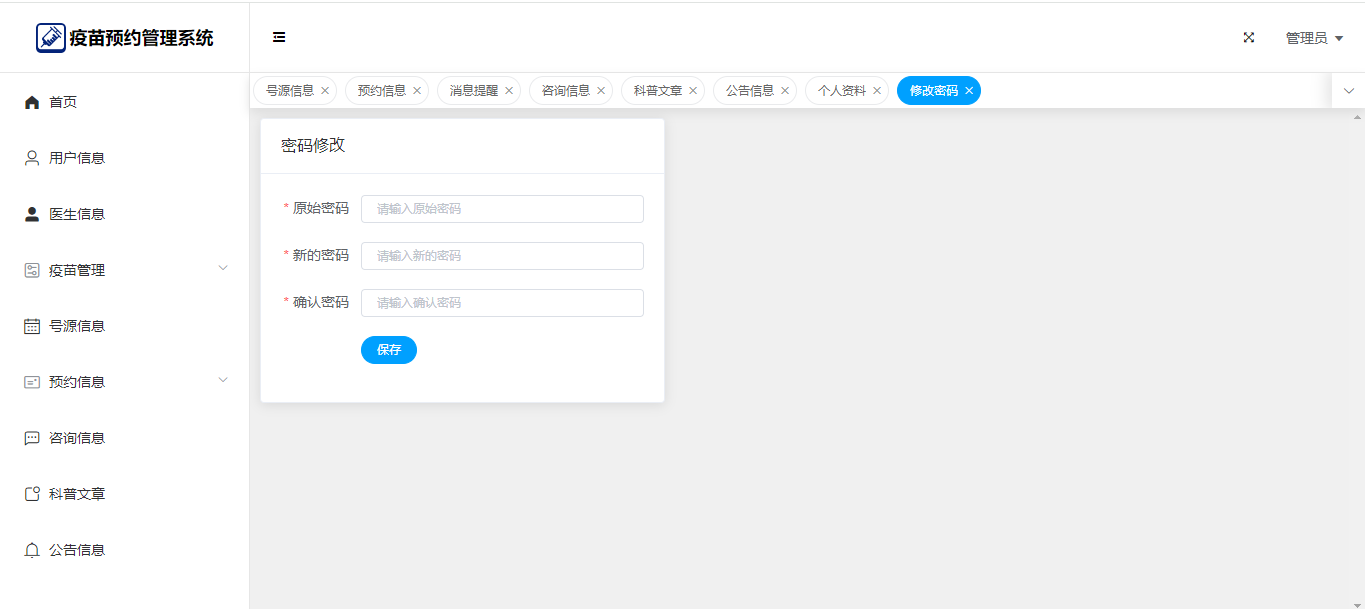 疫苗预约管理系统
管理员
号源信息 预约信息 消息提醒 咨询信息 科普文章 公告信息 个人资料 修改密码
首页
用户信息
医生信息
疫苗管理
号源信息
预约信息
咨询信息
科普文章
公告信息
密码修改
* 原始密码 请输入原始密码
* 新的密码 请输入新的密码
* 确认密码 请输入确认密码
保存